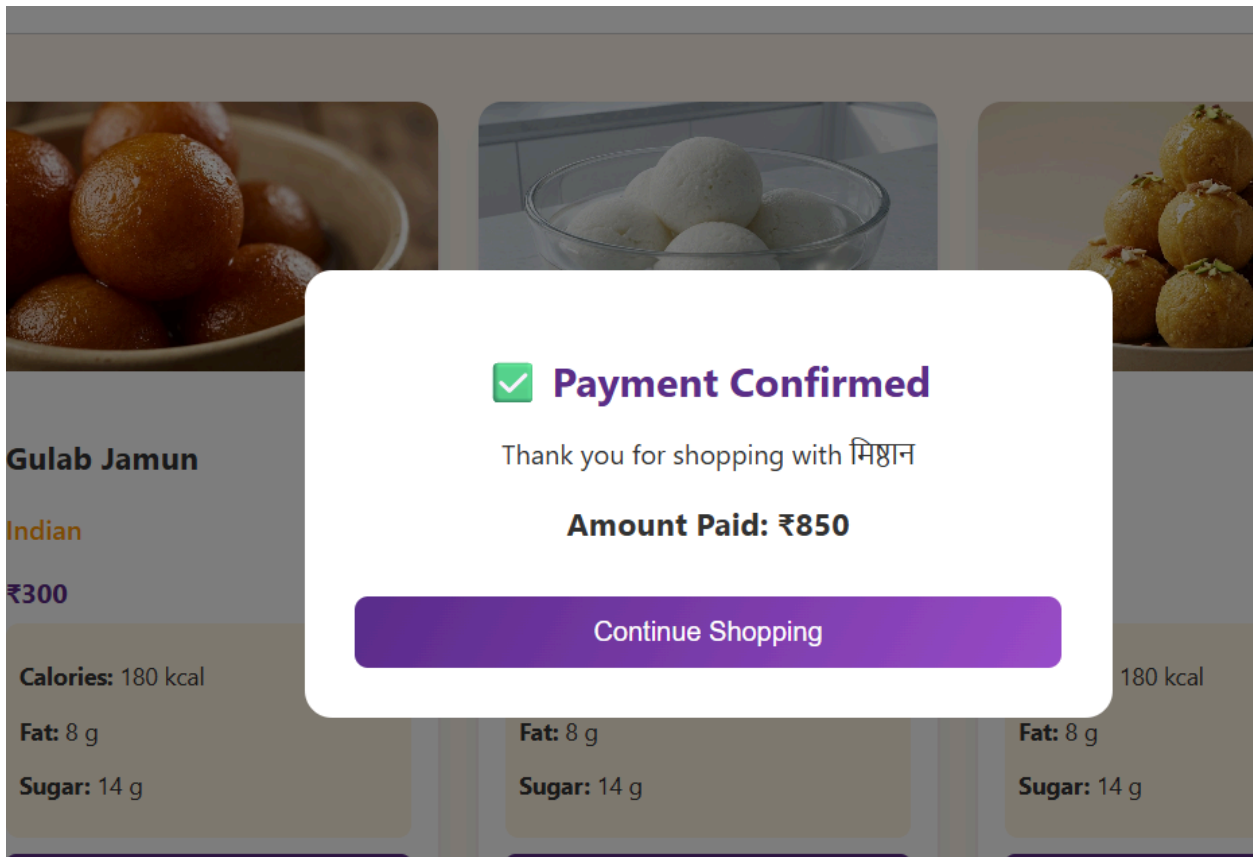 ✅ Payment Confirmed
Thank you for shopping with मिष्ठान
Amount Paid: ₹850
Continue Shopping
Gulab Jamun
Indian
₹300
Calories: 180 kcal
Fat: 8 g
Sugar: 14 g
Fat: 8 g
Sugar: 14 g
180 kcal
Fat: 8 g
Sugar: 14 g